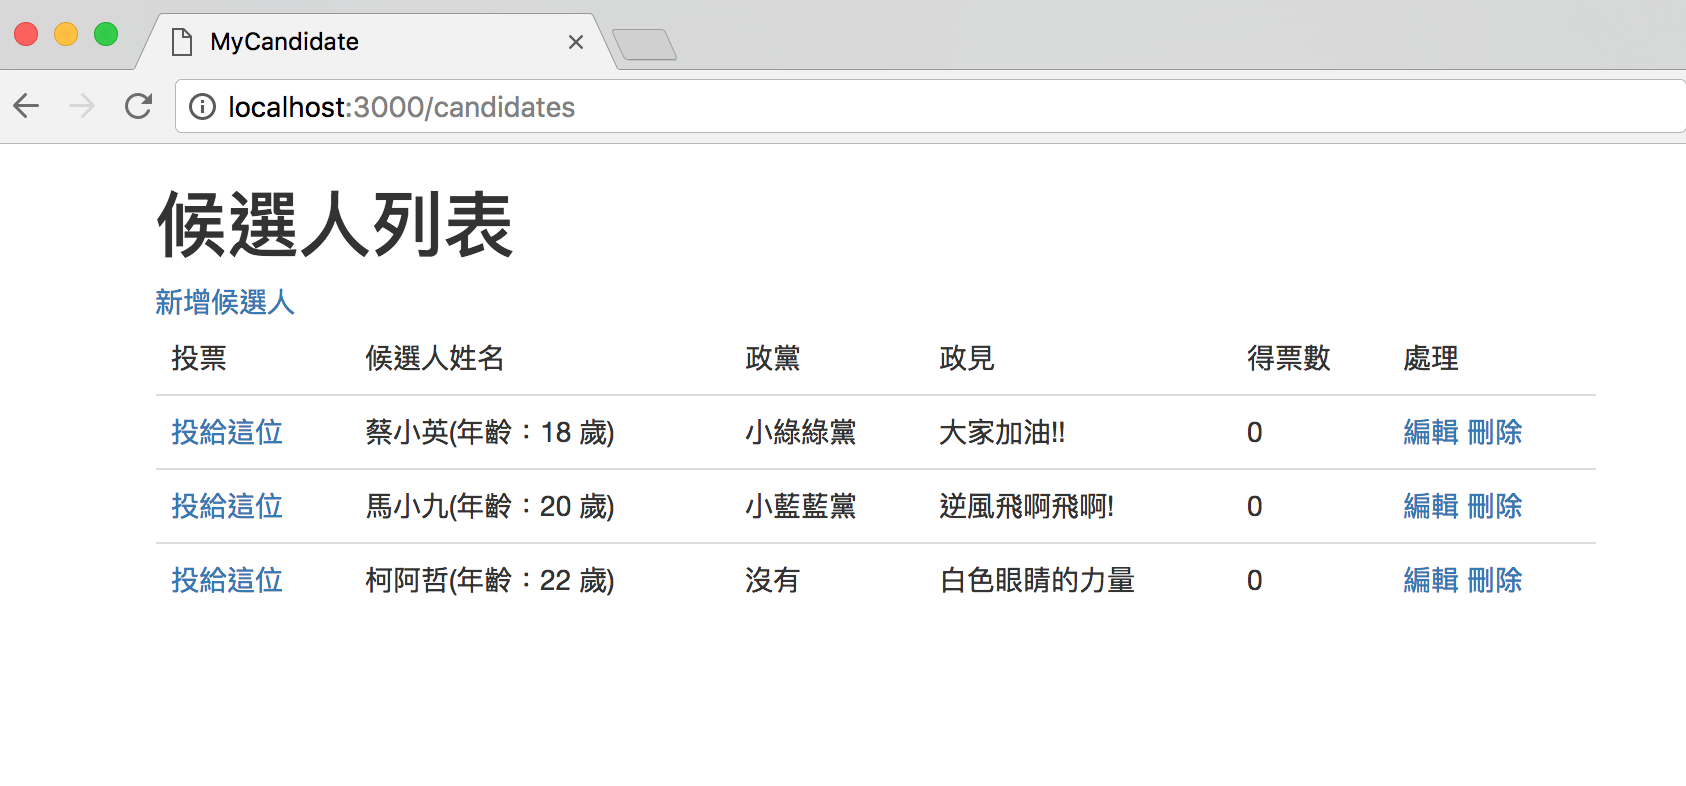 MyCandidate
localhost:3000/candidates
候選人列表
新增候選人
投票 候選人姓名 政黨 政見 得票數 處理
投給這位 蔡小英(年齡：18 歲) 小綠綠黨 大家加油!! 0 編輯 刪除
投給這位 馬小九(年齡：20 歲) 小藍藍黨 逆風飛啊飛啊! 0 編輯 刪除
投給這位 柯阿哲(年齡：22 歲) 沒有 白色眼睛的力量 0 編輯 刪除